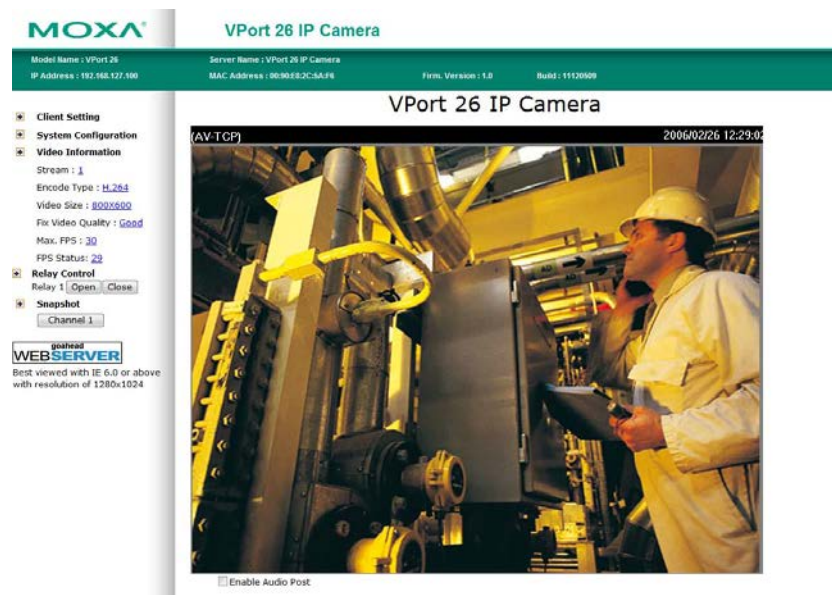 MOXA®
VPort 26 IP Camera
Model Name : VPort 26
Server Name : VPort 26 IP Camera
IP Address : 192.168.127.100
MAC Address : 00:90:E8:2C:5A:F6
Firm. Version : 1.0
Build : 11120509
VPort 26 IP Camera
Client Setting
System Configuration
Video Information
Stream : 1
Encode Type : H.264
Video Size : 800X600
Fix Video Quality : Good
Max. FPS : 30
FPS Status: 29
Relay Control
Relay 1 Open Close
Snapshot
Channel 1
goahead
WEBSERVER
Best viewed with IE 6.0 or above
with resolution of 1280x1024
(AV-TCP)
2006/02/26 12:29:02
Enable Audio Post